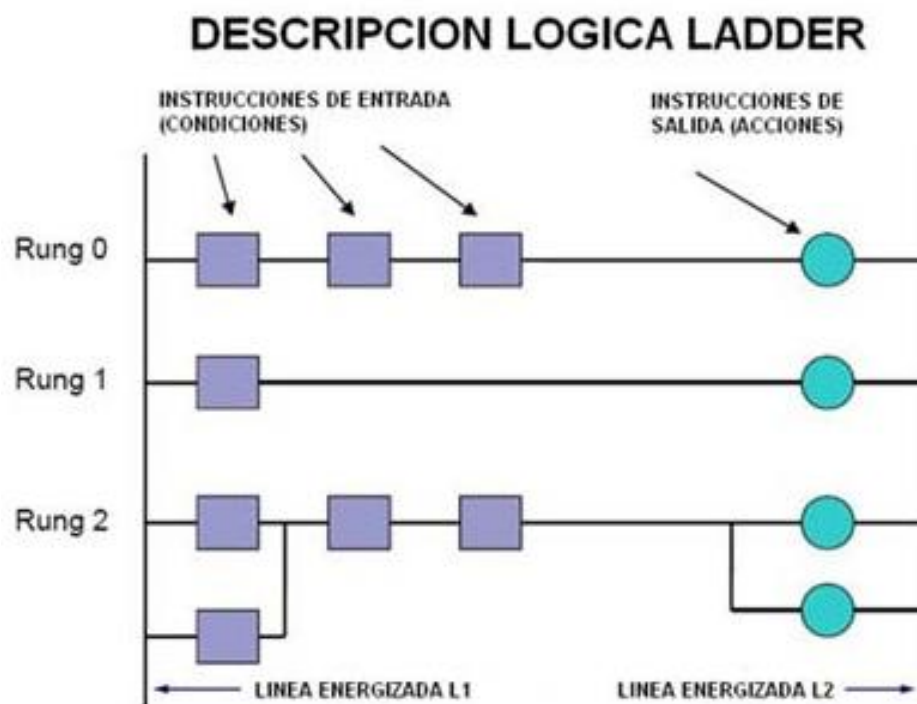 DESCRIPCION LOGICA LADDER
INSTRUCCIONES DE ENTRADA
(CONDICIONES)
INSTRUCCIONES DE
SALIDA (ACCIONES)
Rung 0
Rung 1
Rung 2
LINEA ENERGIZADA L1
LINEA ENERGIZADA L2